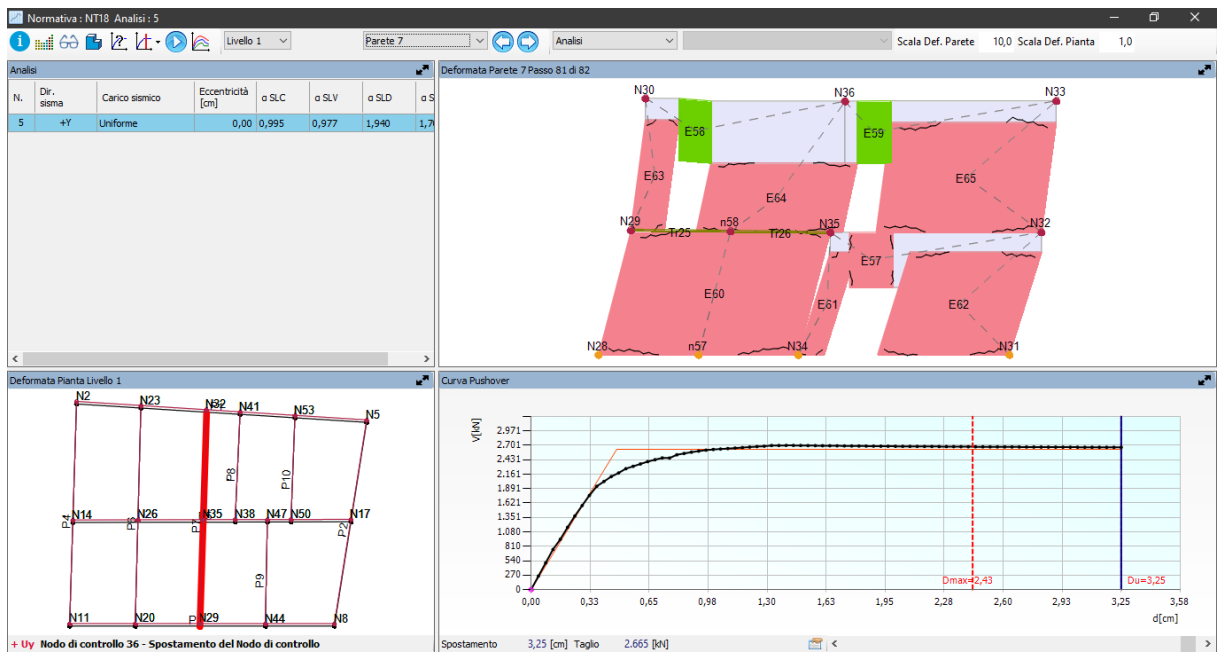 Normativa : NT18 Analisi : 5
Livello 1
Parete 7
Analisi
Scala Def. Parete 10,0 Scala Def. Pianta 1,0
Analisi
N. Dir. sisma Carico sismico Eccentricità [cm] α SLC α SLV α SLD α S
5 +Y Uniforme 0,00 0,995 0,977 1,940 1,7
Deformata Parete 7 Passo 81 di 82
N30 N36 N33
E58 E59
E63 E64 E65
N29 n58 N35 N32
Tr25 Tr26
E57
E60 E61 E62
N28 n57 N34 N31
Deformata Pianta Livello 1
N2 N23 N32 N41 N53 N5
P8 P10
N14 N26 N35 N38 N47 N50 N17
P4 P6 P7 P2
P9
N11 N20 P N29 N44 N8
+ Uy Nodo di controllo 36 - Spostamento del Nodo di controllo
Curva Pushover
V[kN]
2.971
2.701
2.431
2.161
1.891
1.621
1.351
1.080
810
540
270
0
Dmax=2,43 Du=3,25
0,00 0,33 0,65 0,98 1,30 1,63 1,95 2,28 2,60 2,93 3,25 3,58
d[cm]
Spostamento 3,25 [cm] Taglio 2.665 [kN]